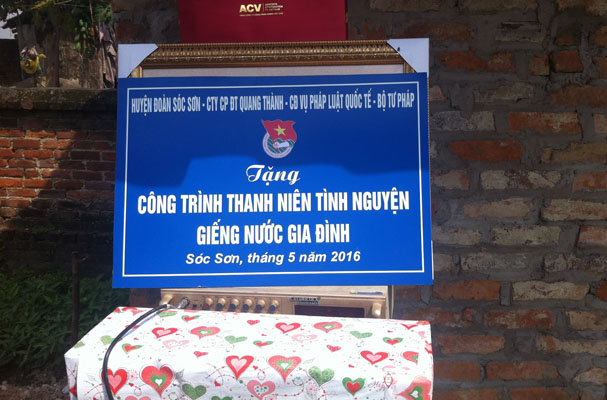 ACV
HUYỆN ĐOÀN SÓC SƠN - CTY CP ĐT QUANG THÀNH - CĐ VỤ PHÁP LUẬT QUỐC TẾ - BỘ TƯ PHÁP
Tặng
CÔNG TRÌNH THANH NIÊN TÌNH NGUYỆN
GIẾNG NƯỚC GIA ĐÌNH
Sóc Sơn, tháng 5 năm 2016